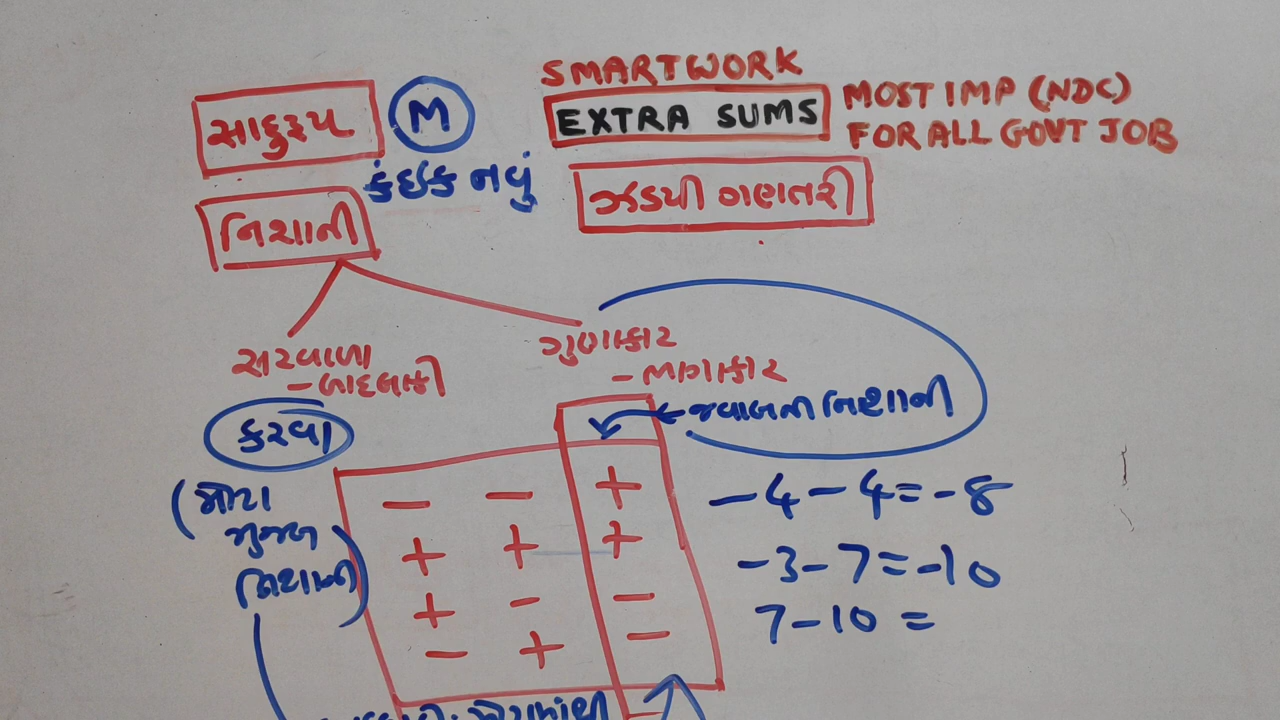 SMARTWORK
સાદુરૂપ M EXTRA SUMS MOST IMP (NDC)
FOR ALL GOVT JOB
કંઈક નવું
નિશાની ઝડપી ગણતરી
સરવાળા ગુણાકાર
-બાદબાકી -ભાગાકાર
કરવા જવાબની નિશાની
(મોટા
મુજબ
નિશાની)
- - +
+ + +
+ - -
- + -
-4-4=-8
-3-7=-10
7-10=